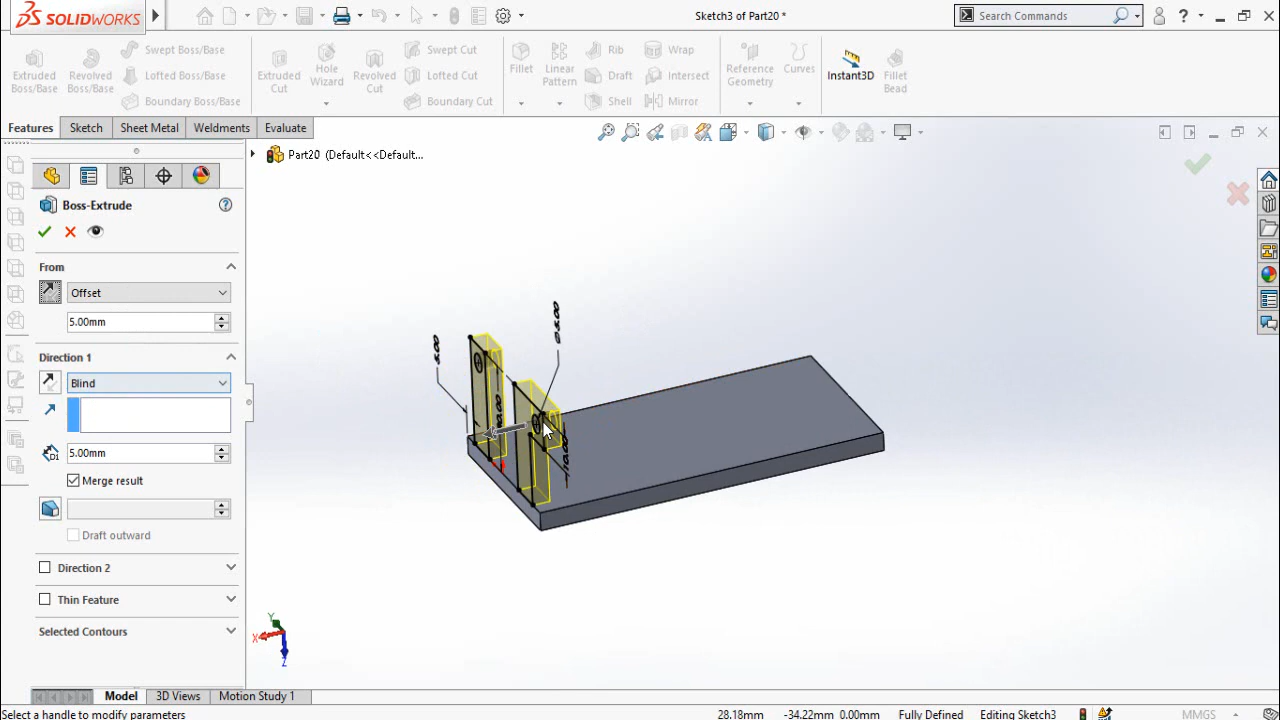 SOLIDWORKS
Sketch3 of Part20 *
Search Commands
?
Extruded Boss/Base
Revolved Boss/Base
Swept Boss/Base
Lofted Boss/Base
Boundary Boss/Base
Extruded Cut
Hole Wizard
Revolved Cut
Swept Cut
Lofted Cut
Boundary Cut
Fillet
Linear Pattern
Rib
Draft
Shell
Wrap
Intersect
Mirror
Reference Geometry
Curves
Instant3D
Fillet Bead
Features
Sketch
Sheet Metal
Weldments
Evaluate
Part20 (Default<<Default...
Boss-Extrude
?
From
Offset
5.00mm
Direction 1
Blind
5.00mm
Merge result
Draft outward
Direction 2
Thin Feature
Selected Contours
5.00
Y
X
Z
Model
3D Views
Motion Study 1
Select a handle to modify parameters
28.18mm
-34.22mm
0.00mm
Fully Defined
Editing Sketch3
MMGS